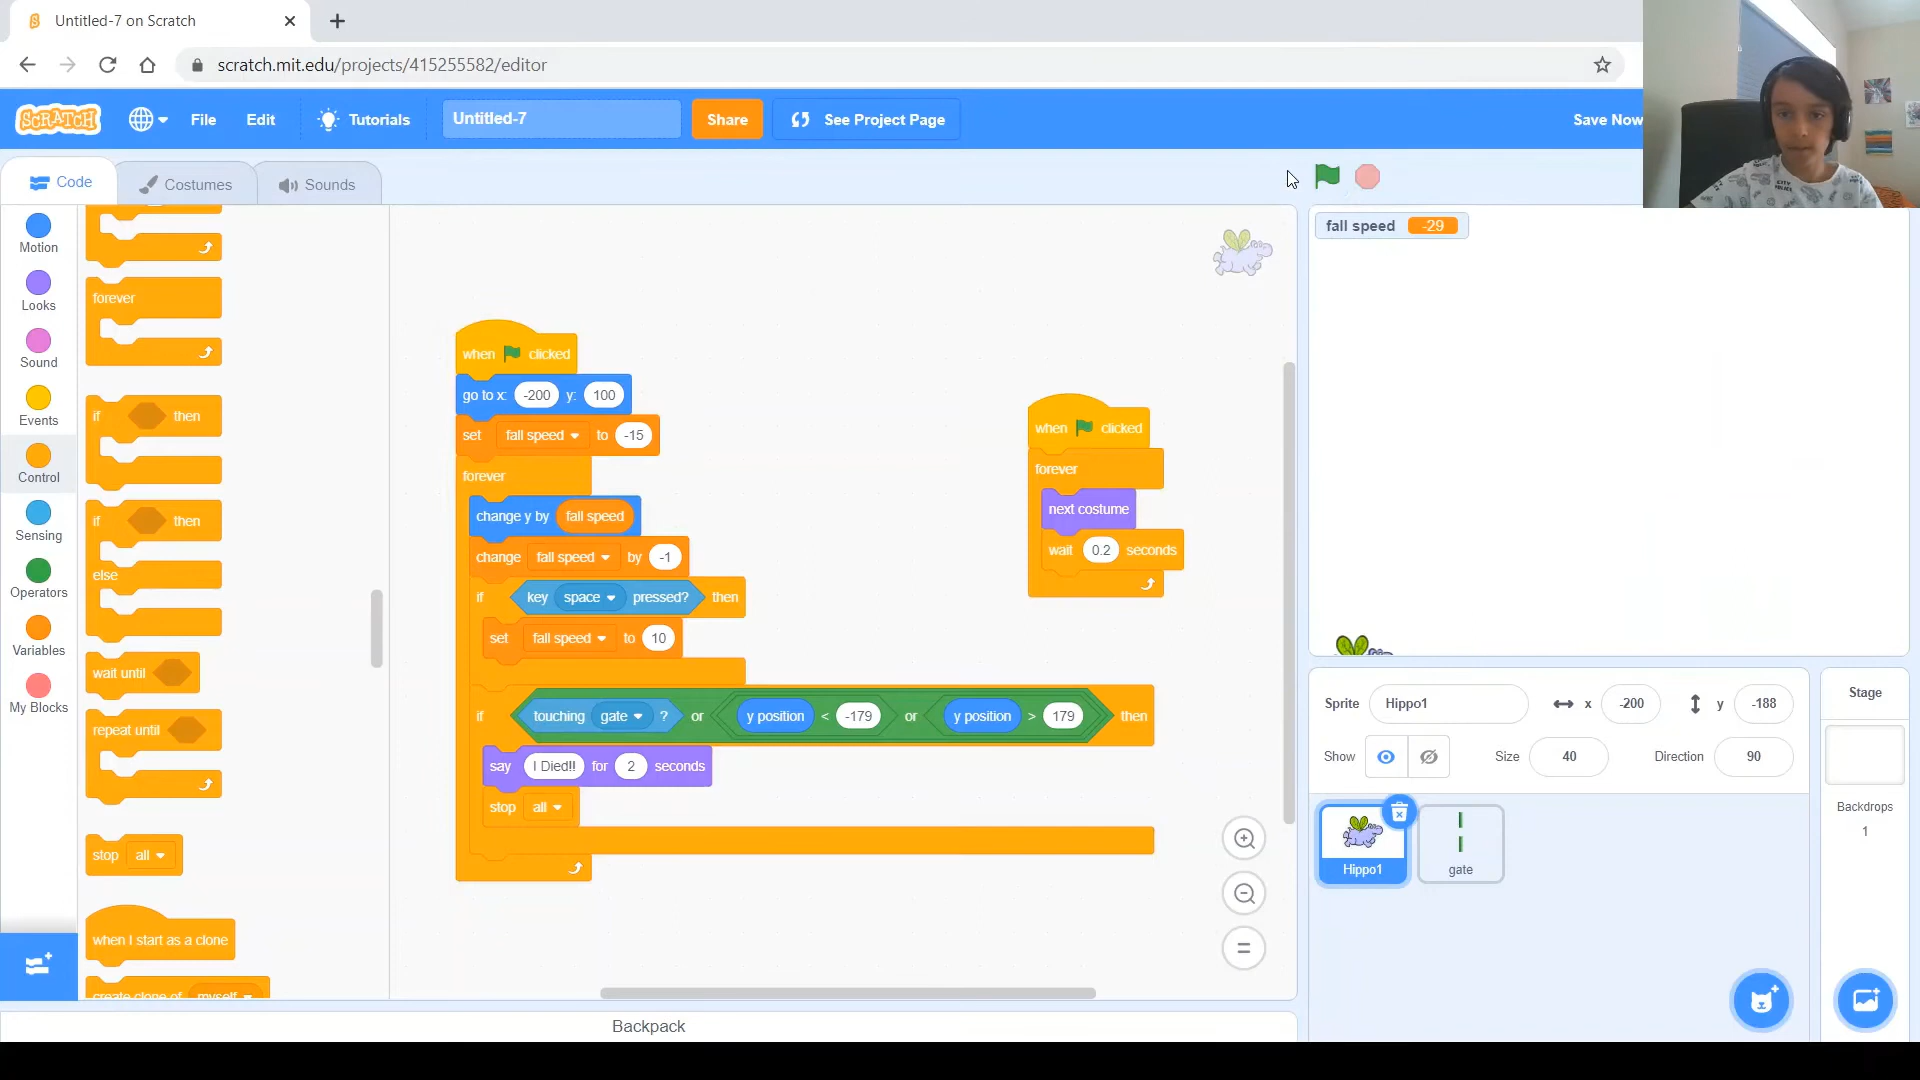 Untitled-7 on Scratch
scratch.mit.edu/projects/415255582/editor
SCRATCH
File
Edit
Tutorials
Untitled-7
Share
See Project Page
Save Now
Code
Costumes
Sounds
Motion
Looks
Sound
Events
Control
Sensing
Operators
Variables
My Blocks
forever
if then
if then
else
wait until
repeat until
stop all
when I start as a clone
create clone of myself
when clicked
go to x: -200 y: 100
set fall speed to -15
forever
change y by fall speed
change fall speed by -1
if key space pressed? then
set fall speed to 10
if touching gate ? or y position < -179 or y position > 179 then
say I Died!! for 2 seconds
stop all
when clicked
forever
next costume
wait 0.2 seconds
fall speed -29
Sprite Hippo1 x -200 y -188
Show Size 40 Direction 90
Hippo1
gate
Stage
Backdrops
1
Backpack